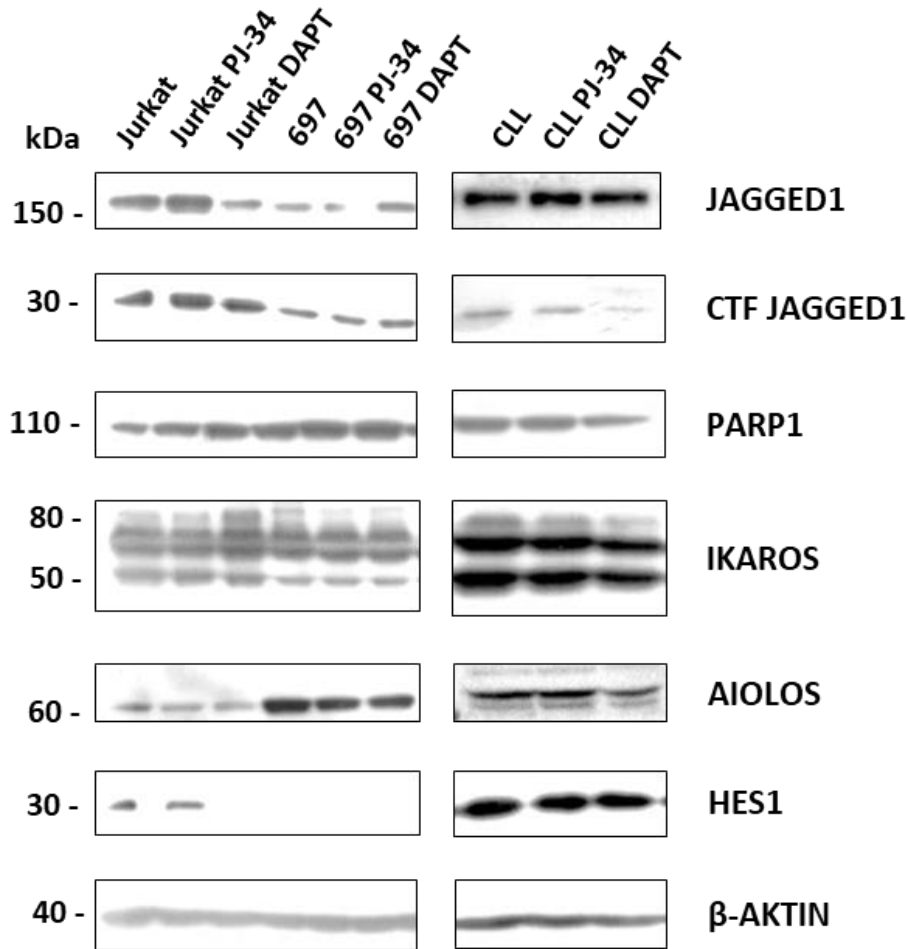 Jurkat
Jurkat PJ-34
Jurkat DAPT
697
697 PJ-34
697 DAPT
CLL
CLL PJ-34
CLL DAPT
kDa
150 -
JAGGED1
30 -
CTF JAGGED1
110 -
PARP1
80 -
50 -
IKAROS
60 -
AIOLOS
30 -
HES1
40 -
β-AKTIN